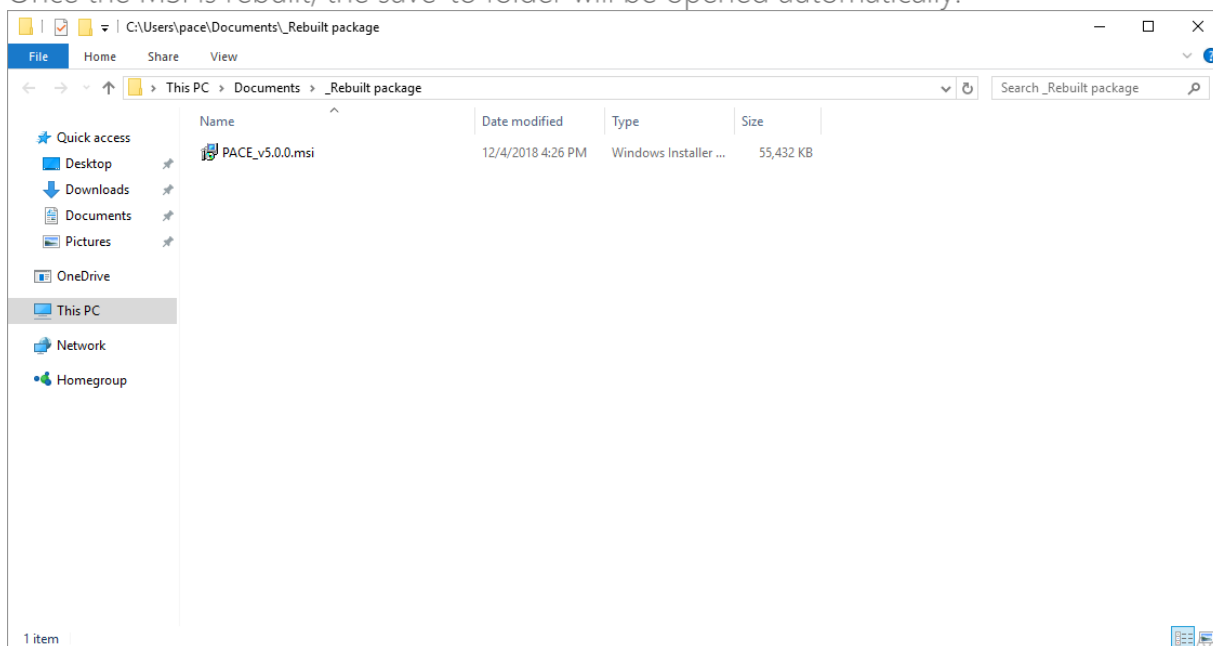 Once the MSI is rebuilt, the save-to folder will be opened automatically.
C:\Users\pace\Documents\_Rebuilt package
File Home Share View
This PC > Documents > _Rebuilt package
Search _Rebuilt package
Name Date modified Type Size
Quick access
PACE_v5.0.0.msi 12/4/2018 4:26 PM Windows Installer ... 55,432 KB
Desktop
Downloads
Documents
Pictures
OneDrive
This PC
Network
Homegroup
1 item